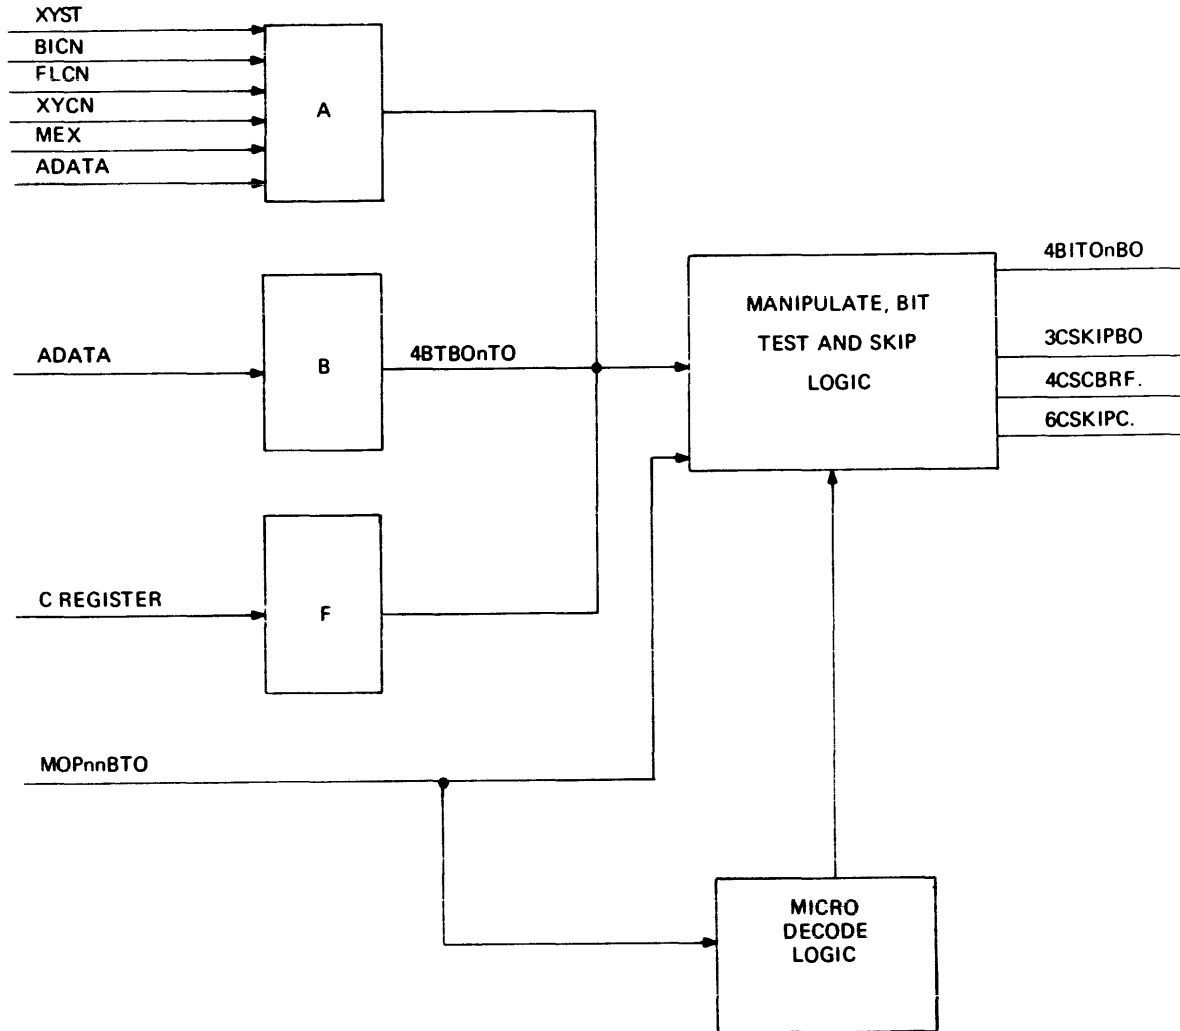 XYST
BICN
FLCN
XYCN
MEX
ADATA
A
4BITOnBO
MANIPULATE, BIT
TEST AND SKIP
LOGIC
3CSKIPBO
4CSCBRF.
6CSKIPC.
ADATA
B
4BTBOnTO
C REGISTER
F
MOPnnBTO
MICRO
DECODE
LOGIC